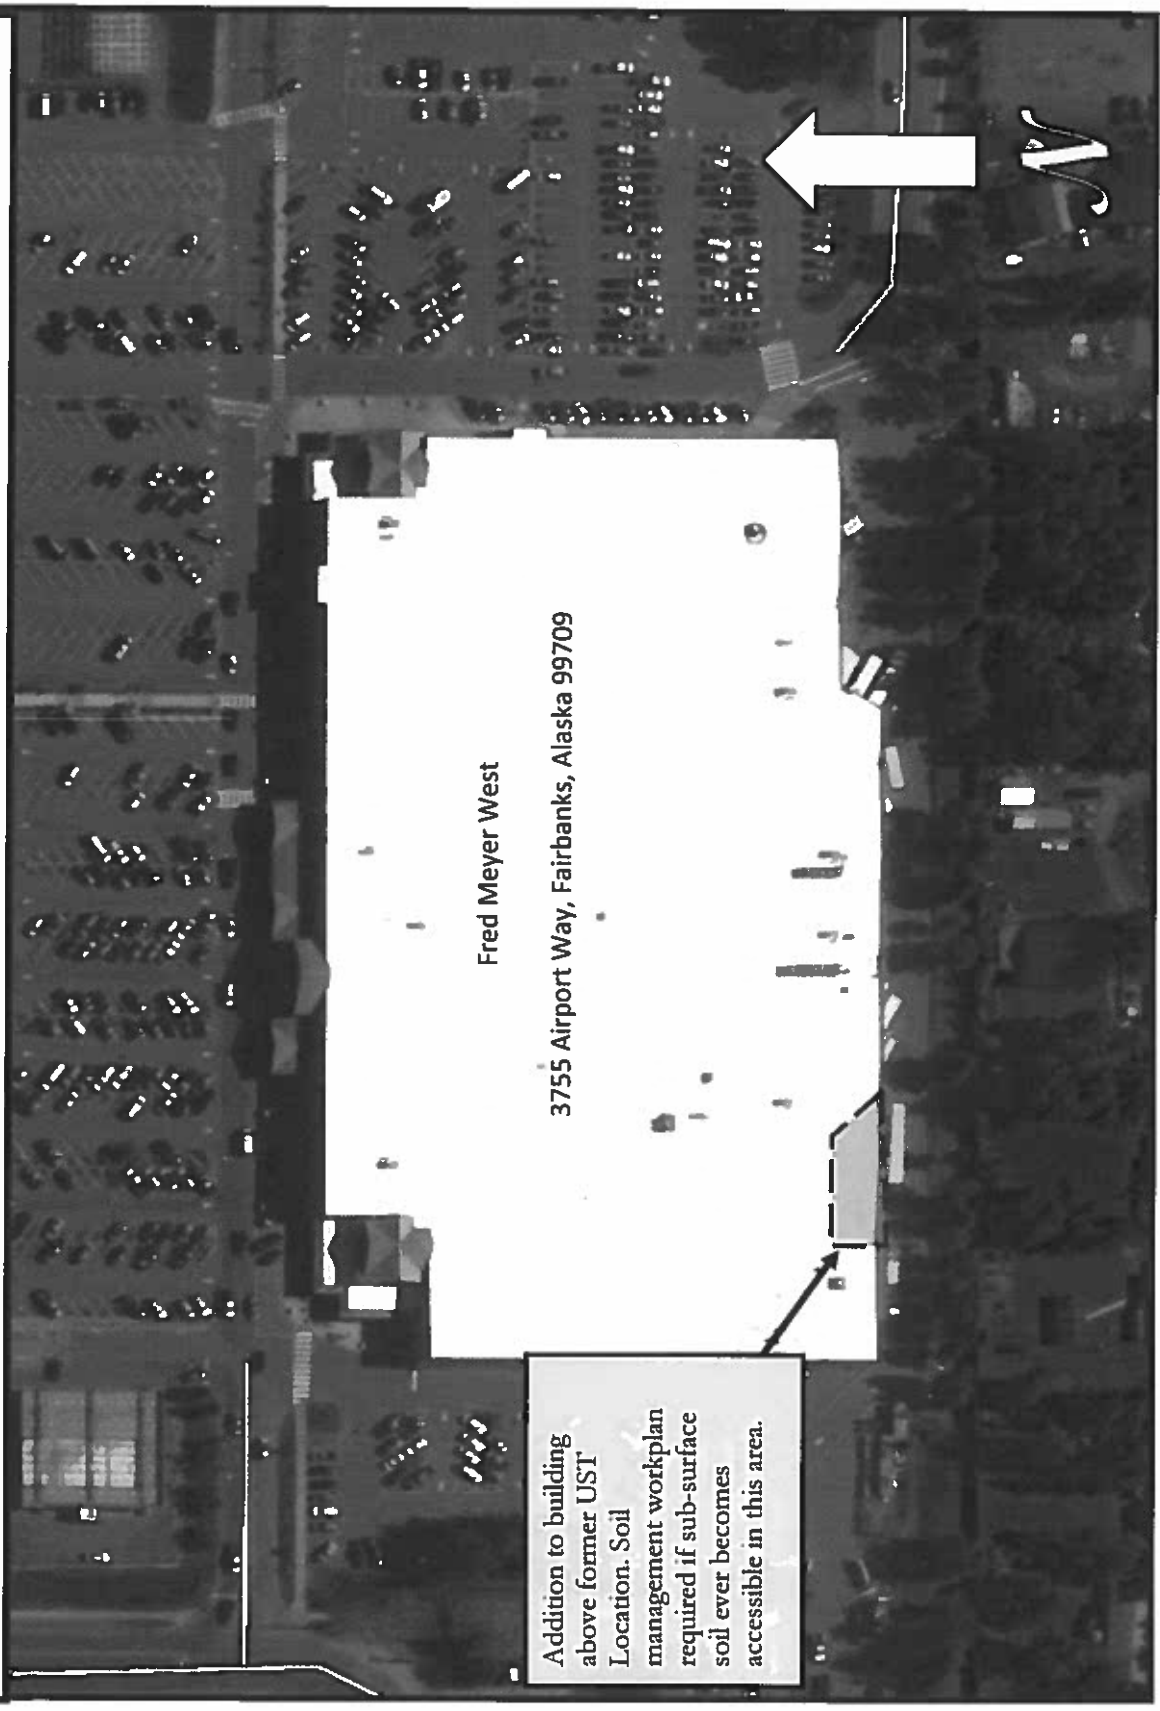 N
Fred Meyer West
3755 Airport Way, Fairbanks, Alaska 99709
Addition to building
above former UST
Location. Soil
management workplan
required if sub-surface
soil ever becomes
accessible in this area.